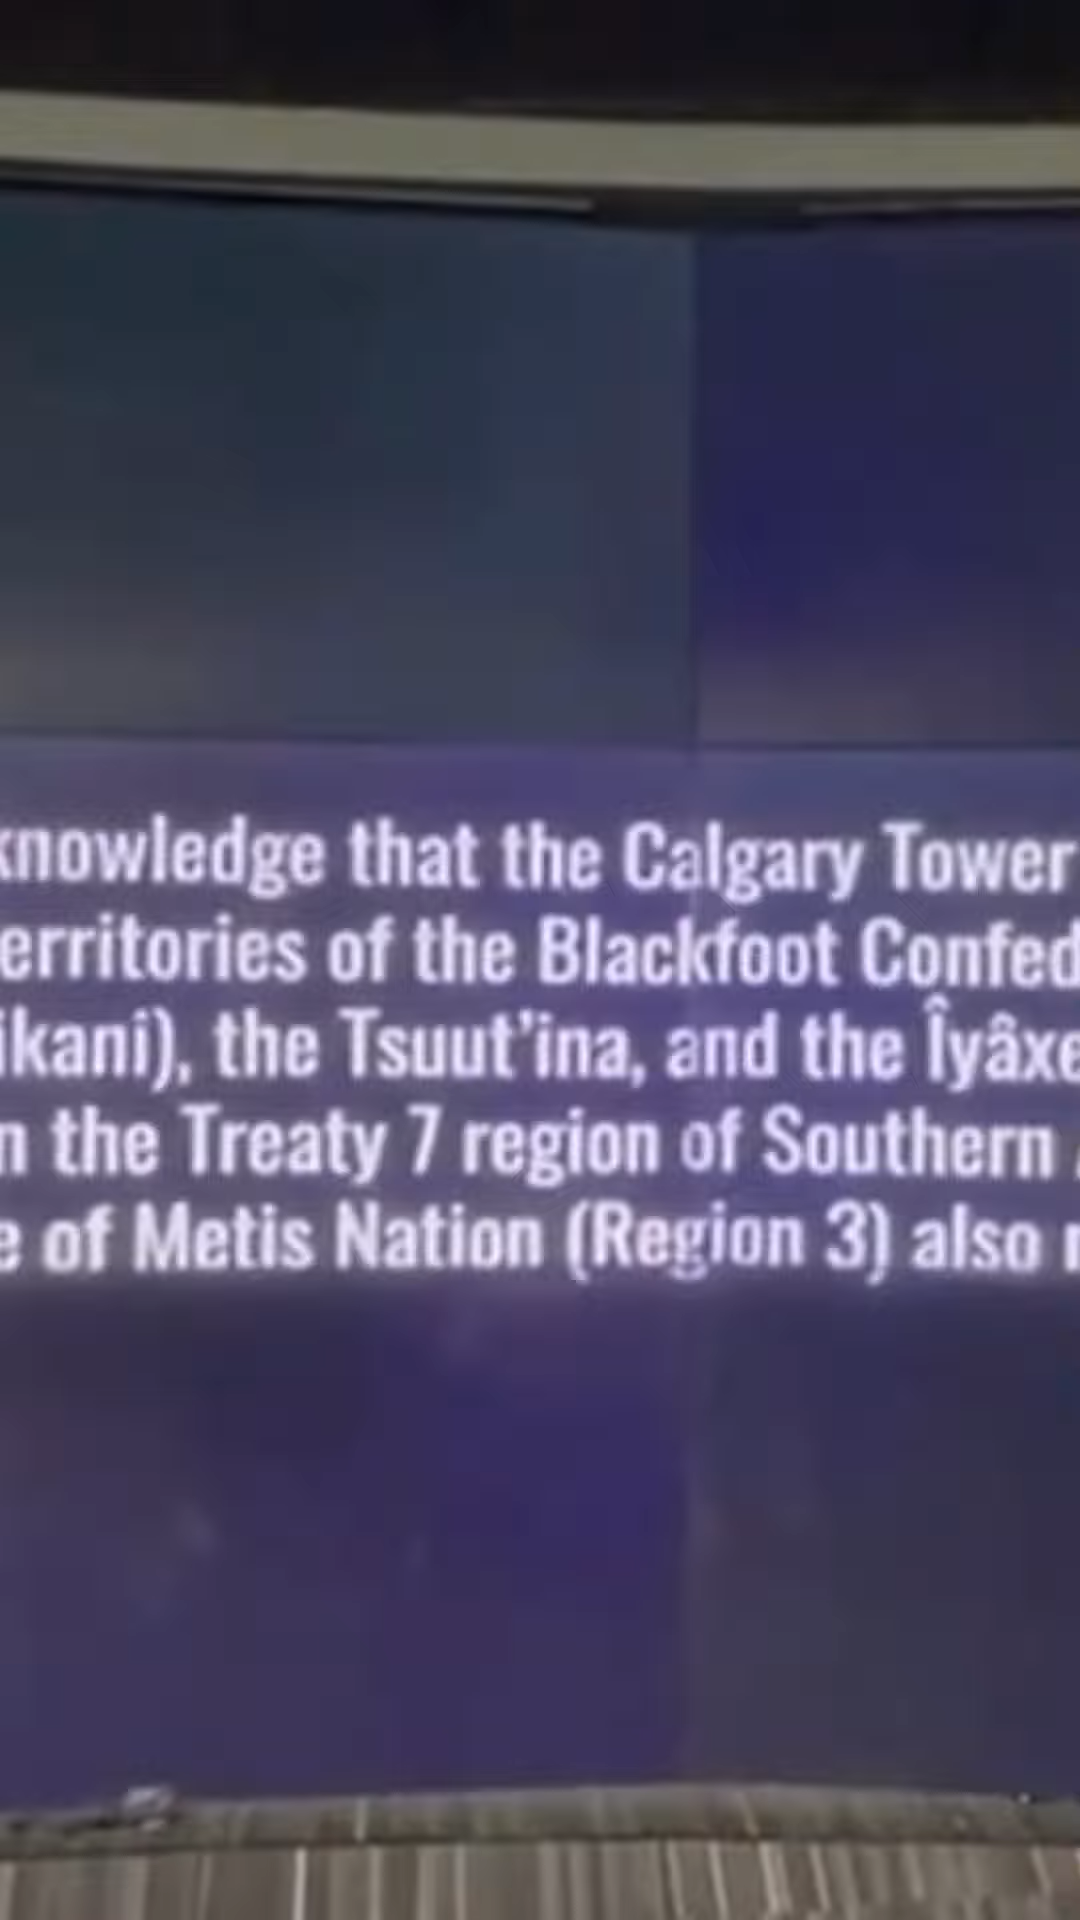 knowledge that the Calgary Tower
erritories of the Blackfoot Confed
ikani), the Tsuut'ina, and the Îyâxe
n the Treaty 7 region of Southern
e of Metis Nation (Region 3) also